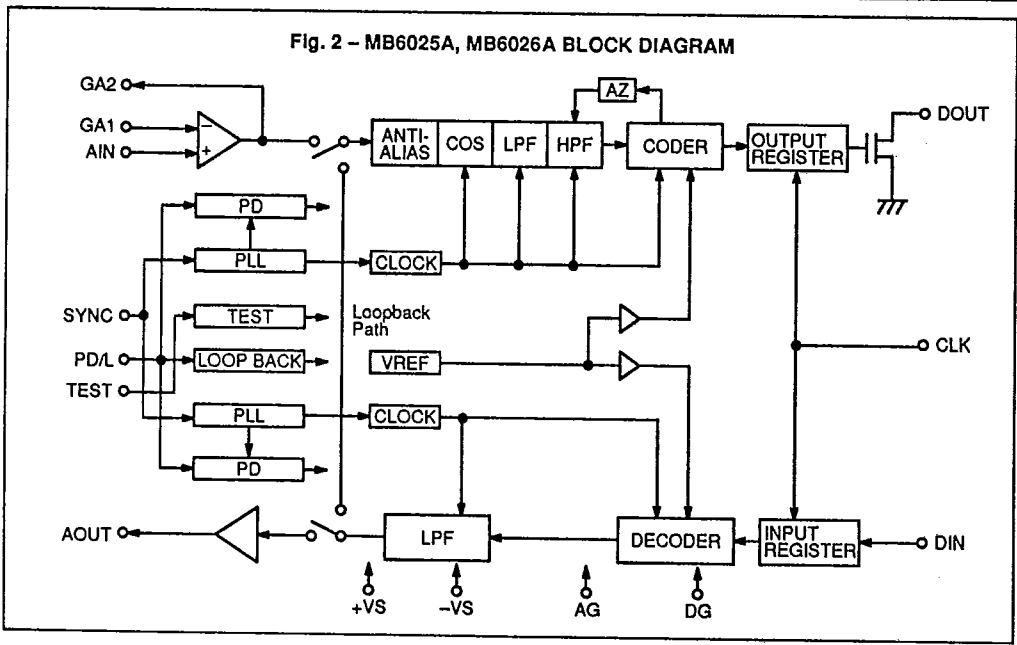 Fig. 2 – MB6025A, MB6026A BLOCK DIAGRAM
GA2
GA1
AIN
−
+
ANTI-
ALIAS
COS
LPF
HPF
AZ
CODER
OUTPUT
REGISTER
DOUT
PD
PLL
CLOCK
SYNC
TEST
Loopback
Path
PD/L
LOOP BACK
VREF
CLK
TEST
PLL
CLOCK
PD
AOUT
LPF
DECODER
INPUT
REGISTER
DIN
+VS
−VS
AG
DG